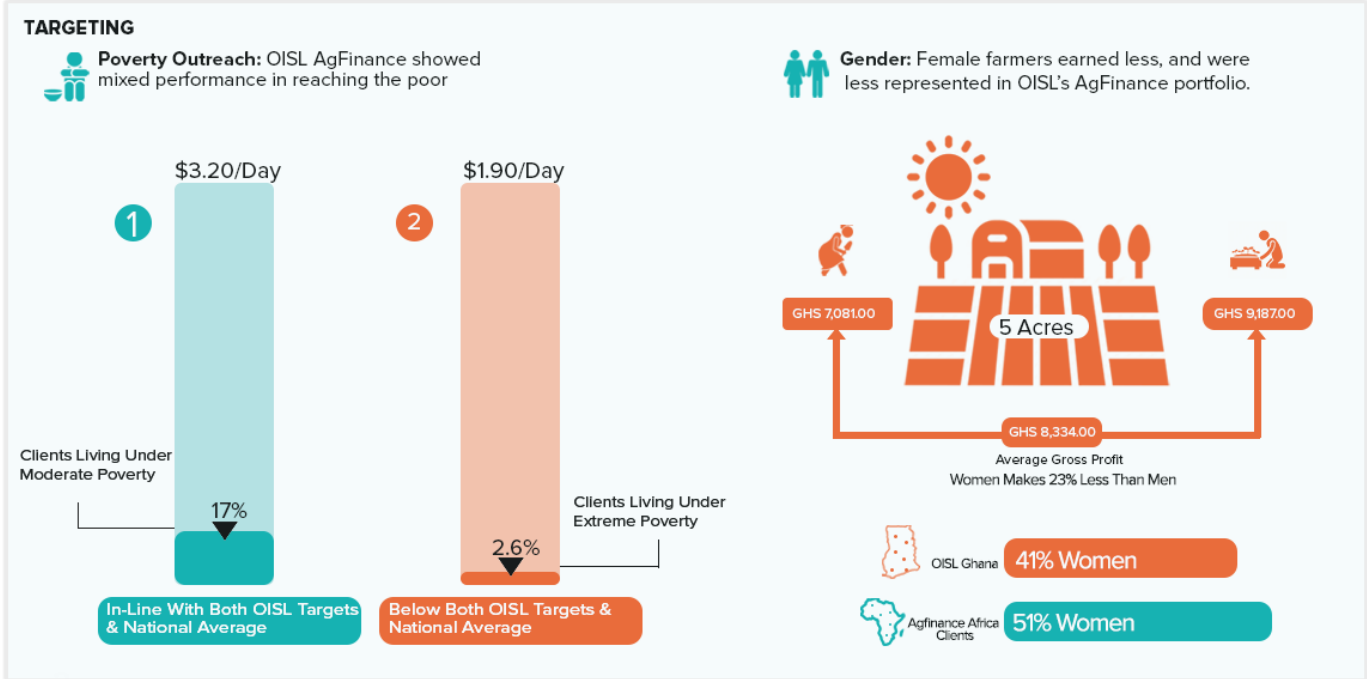 TARGETING
Poverty Outreach: OISL AgFinance showed
mixed performance in reaching the poor
$3.20/Day
$1.90/Day
1
2
Clients Living Under
Moderate Poverty
17%
Clients Living Under
Extreme Poverty
2.6%
In-Line With Both OISL Targets
& National Average
Below Both OISL Targets &
National Average
Gender: Female farmers earned less, and were
less represented in OISL's AgFinance portfolio.
GHS 7,081.00
5 Acres
GHS 9,187.00
GHS 8,334.00
Average Gross Profit
Women Makes 23% Less Than Men
OISL Ghana
41% Women
Agfinance Africa
Clients
51% Women